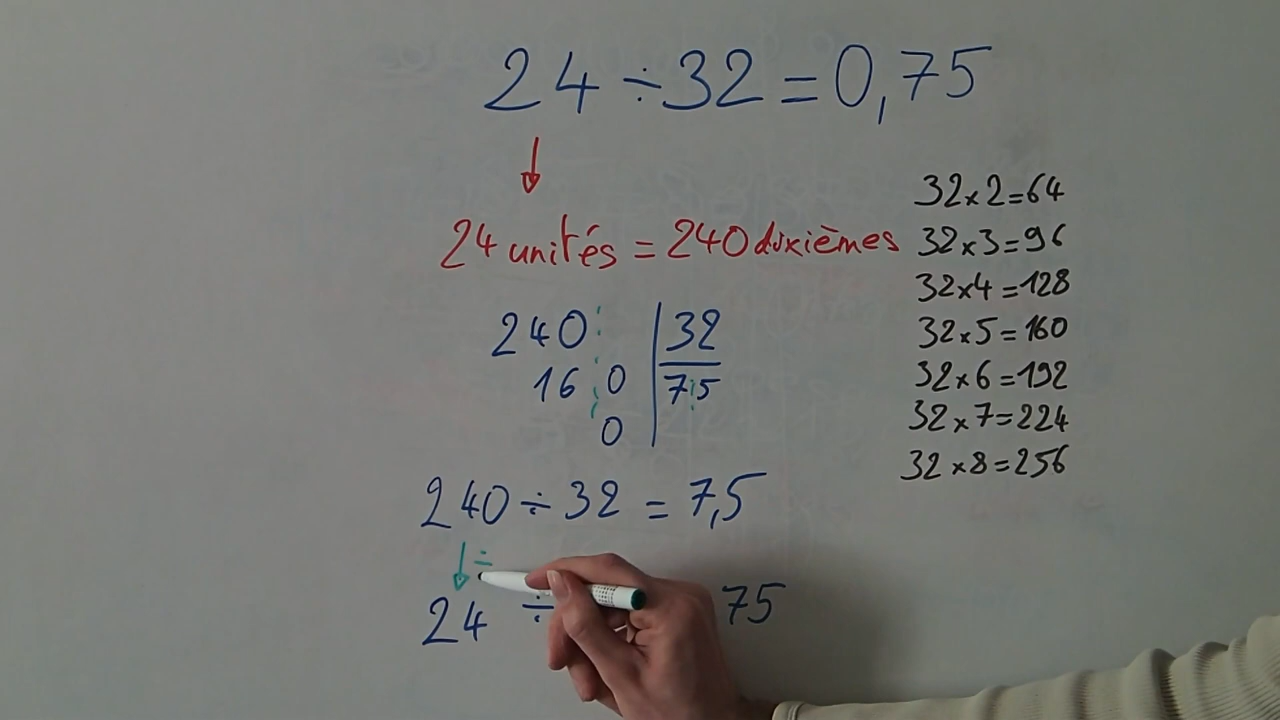 24 ÷ 32 = 0,75
24 unités = 240 dixièmes
240 32
16 0 7 5
0
240 ÷ 32 = 7,5
÷
24 ÷ 75
32 x 2 = 64
32 x 3 = 96
32 x 4 = 128
32 x 5 = 160
32 x 6 = 192
32 x 7 = 224
32 x 8 = 256